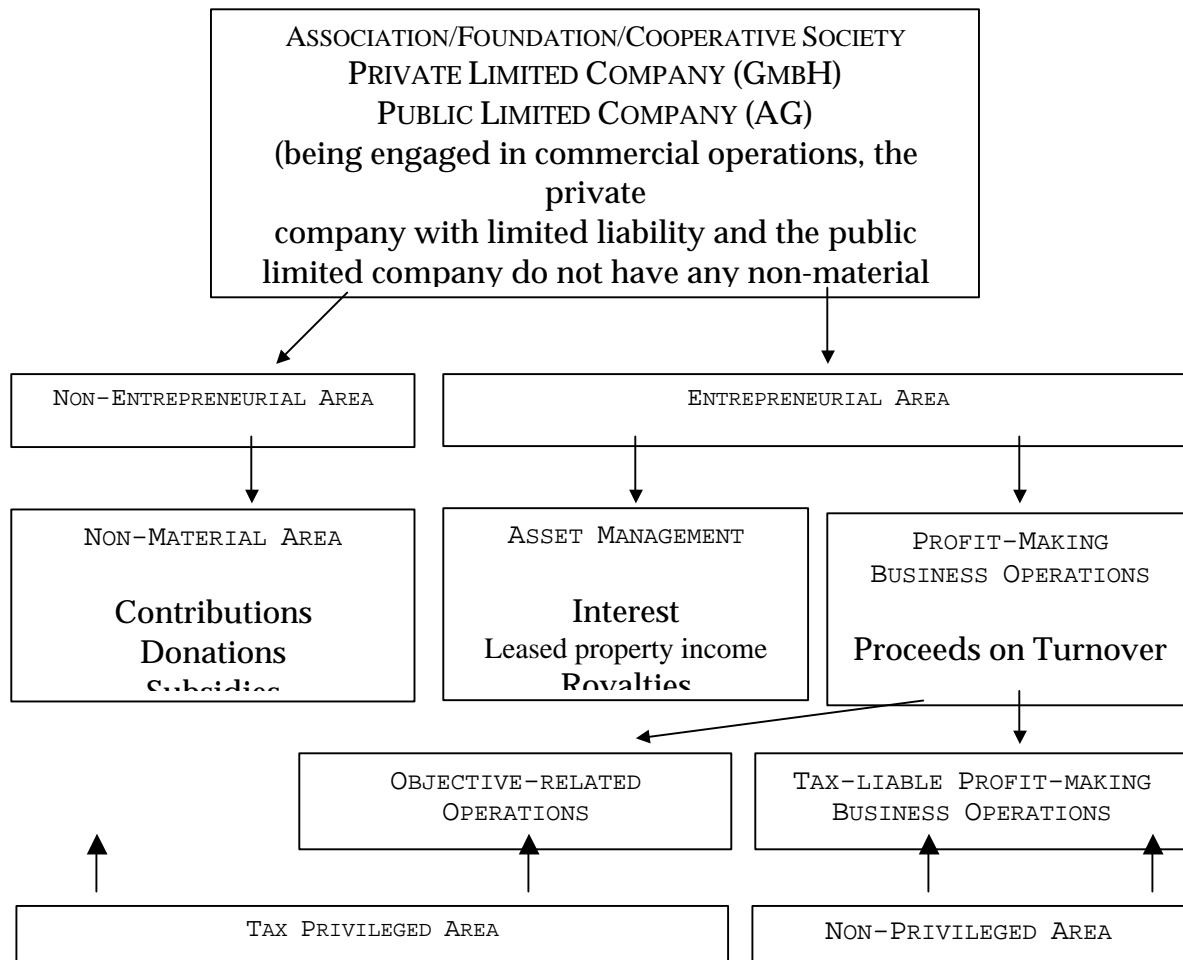 ASSOCIATION/FOUNDATION/COOPERATIVE SOCIETY
PRIVATE LIMITED COMPANY (GMBH)
PUBLIC LIMITED COMPANY (AG)
(being engaged in commercial operations, the
private
company with limited liability and the public
limited company do not have any non-material
NON-ENTREPRENEURIAL AREA
ENTREPRENEURIAL AREA
NON-MATERIAL AREA
Contributions
Donations
Subsidies
ASSET MANAGEMENT
Interest
Leased property income
Royalties
PROFIT-MAKING
BUSINESS OPERATIONS
Proceeds on Turnover
OBJECTIVE-RELATED
OPERATIONS
TAX-LIABLE PROFIT-MAKING
BUSINESS OPERATIONS
TAX PRIVILEGED AREA
NON-PRIVILEGED AREA